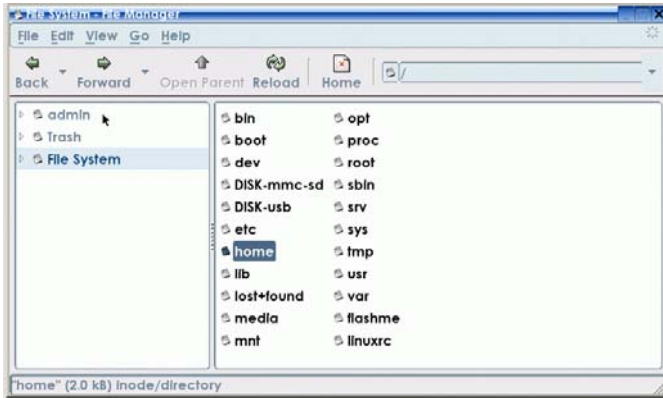 File System - File Manager
File Edit View Go Help
Back Forward Open Parent Reload Home /
admin
Trash
File System
bin
boot
dev
DISK-mmc-sd
DISK-usb
etc
home
lib
lost+found
media
mnt
opt
proc
root
sbin
srv
sys
tmp
usr
var
flashme
linuxrc
"home" (2.0 kB) inode/directory